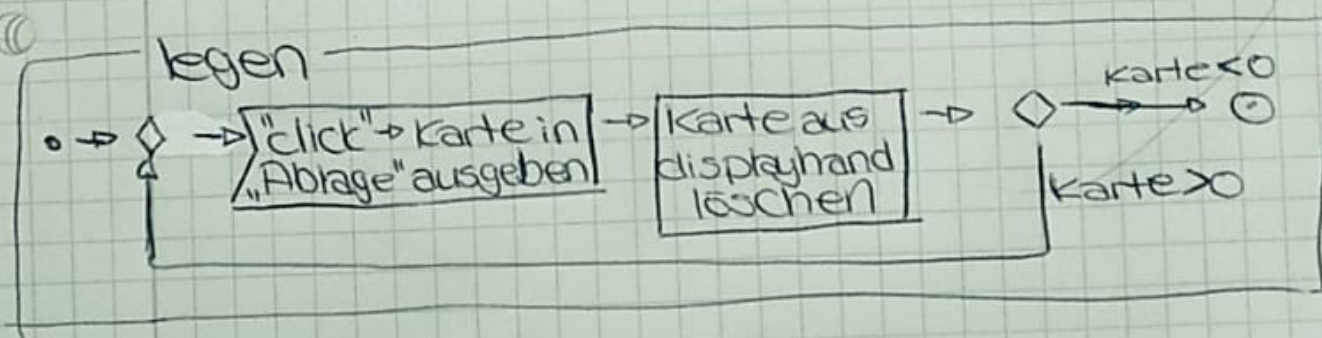 legen
"click"→ Karte in
„Ablage" ausgeben
Karte aus
displayhand
löschen
Karte<0
Karte>0